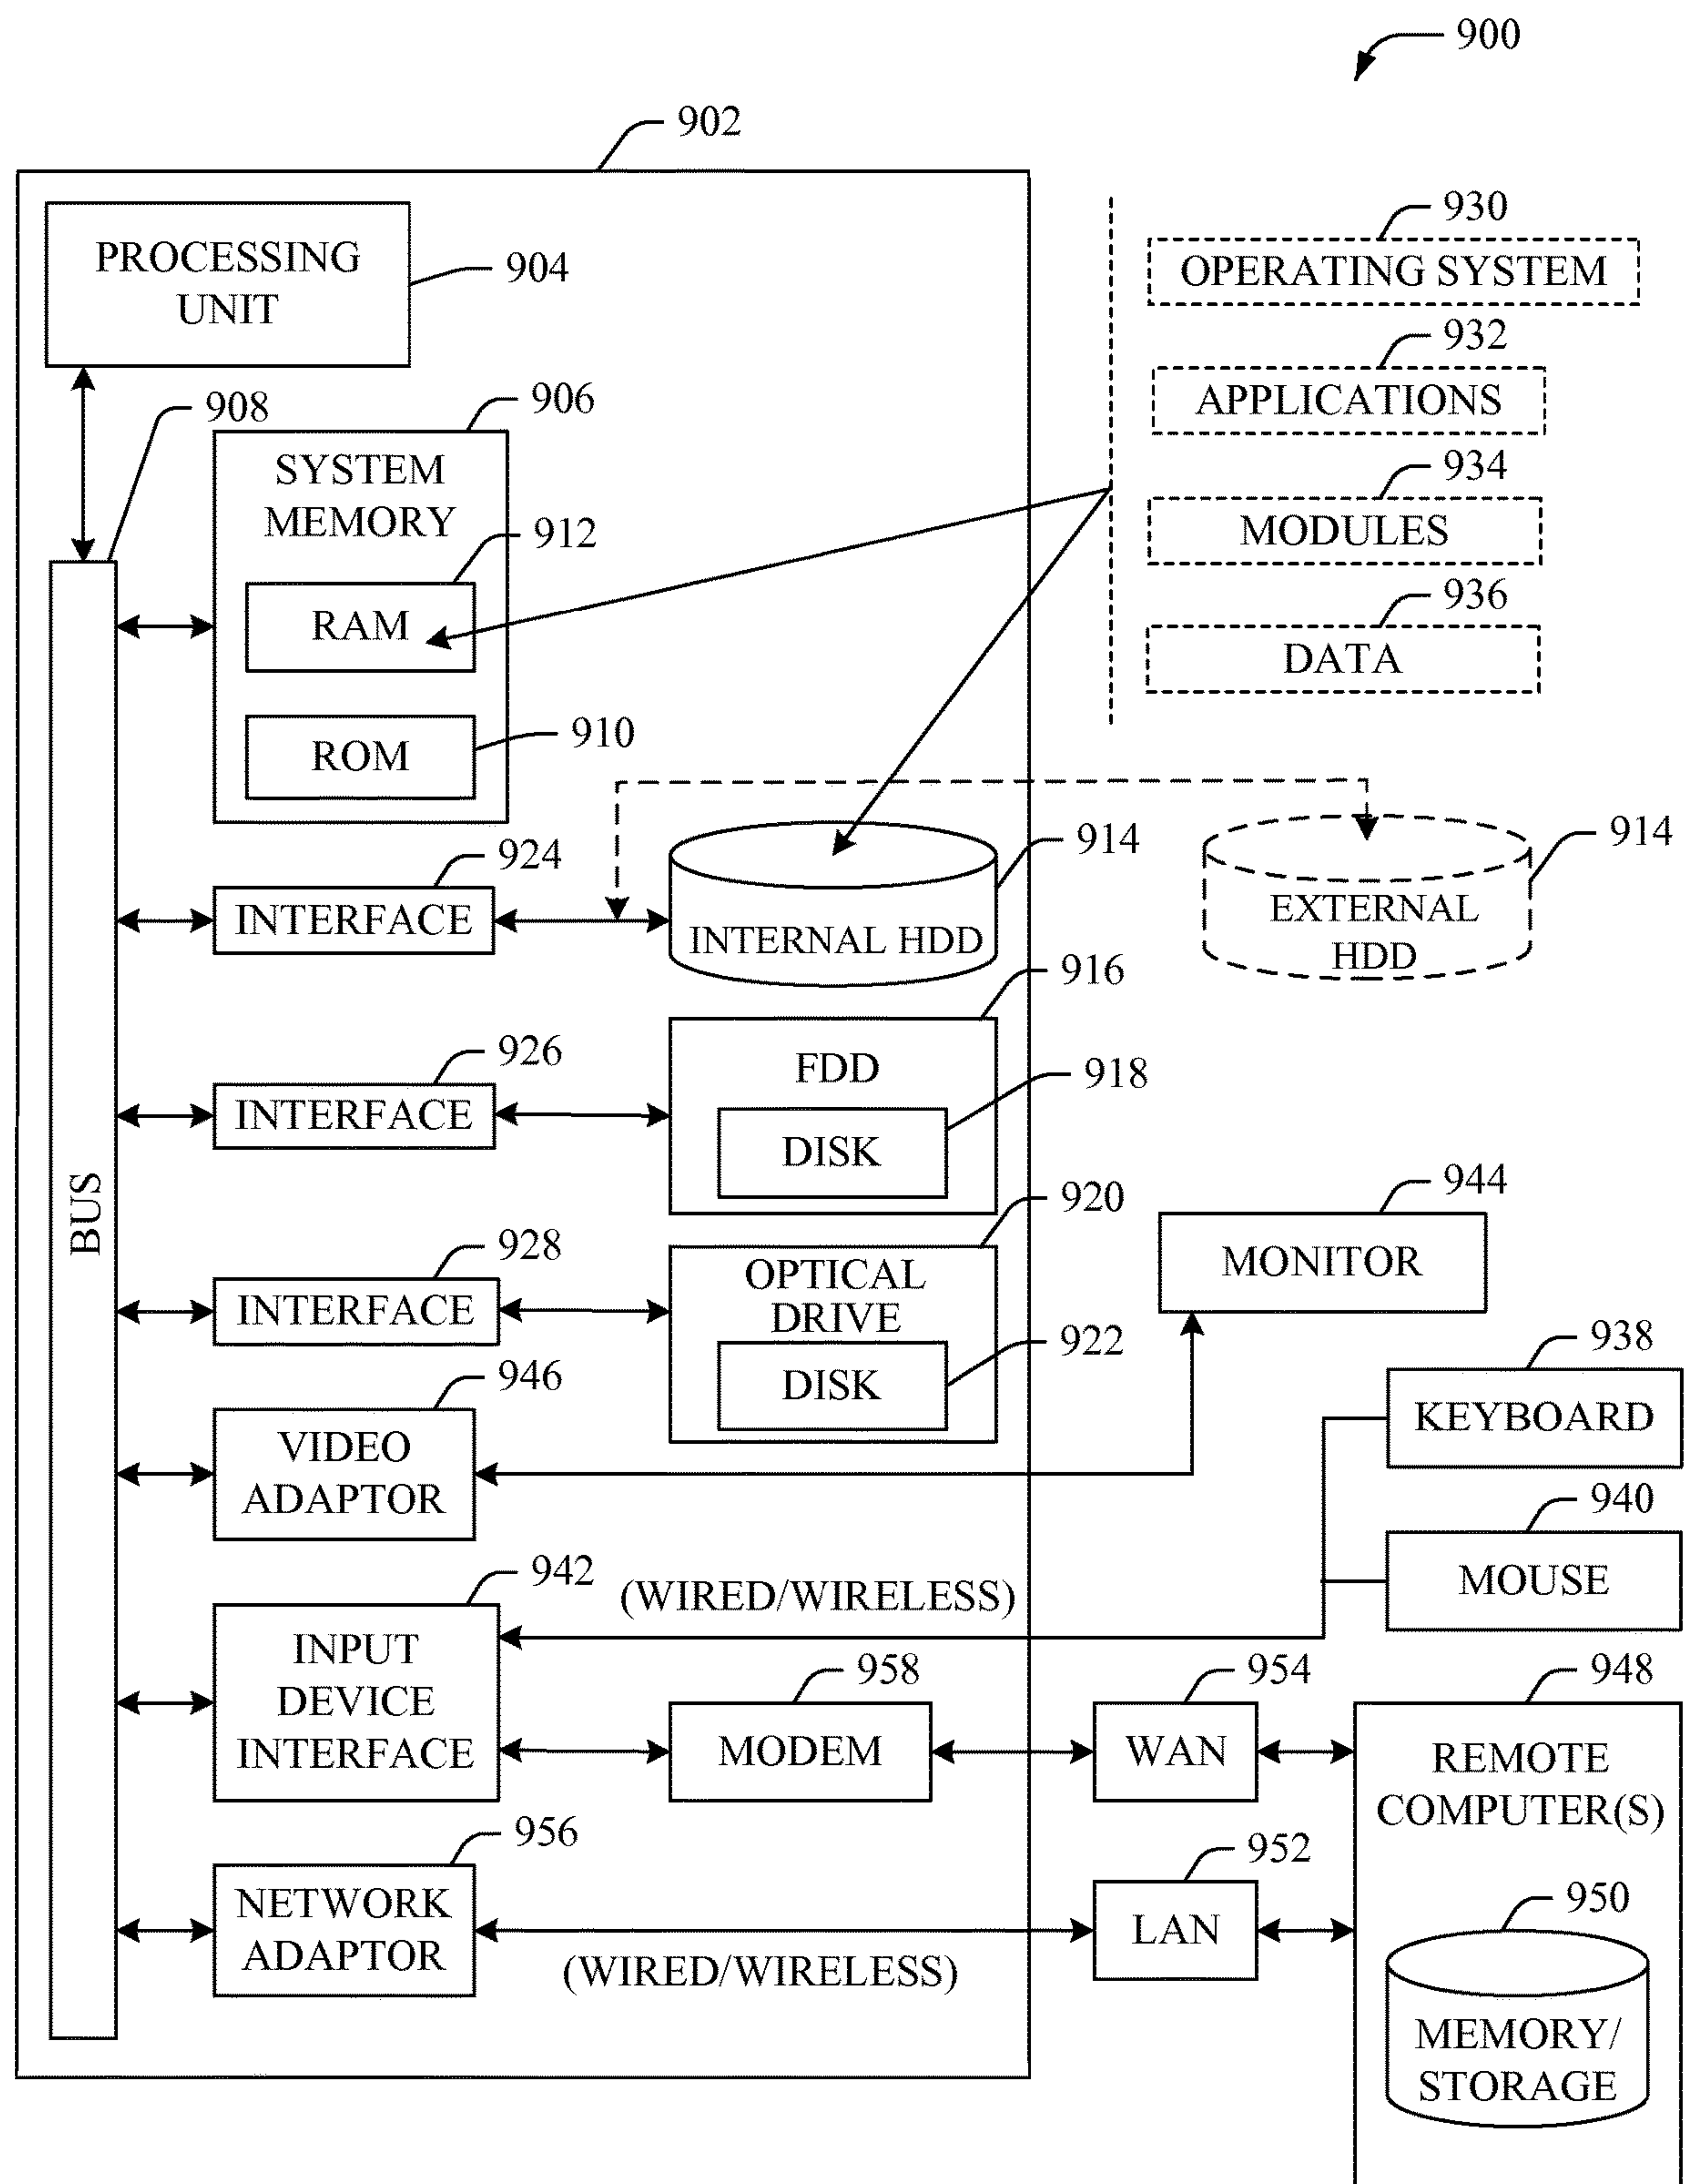 900
902
PROCESSING
UNIT
904
930
OPERATING SYSTEM
932
APPLICATIONS
934
MODULES
936
DATA
908
906
SYSTEM
MEMORY
912
RAM
910
ROM
924
INTERFACE
914
INTERNAL HDD
914
EXTERNAL
HDD
926
INTERFACE
916
FDD
918
DISK
BUS
928
INTERFACE
920
OPTICAL
DRIVE
922
DISK
944
MONITOR
946
VIDEO
ADAPTOR
938
KEYBOARD
940
MOUSE
942
INPUT
DEVICE
INTERFACE
(WIRED/WIRELESS)
958
MODEM
954
WAN
948
REMOTE
COMPUTER(S)
956
NETWORK
ADAPTOR
(WIRED/WIRELESS)
952
LAN
950
MEMORY/
STORAGE